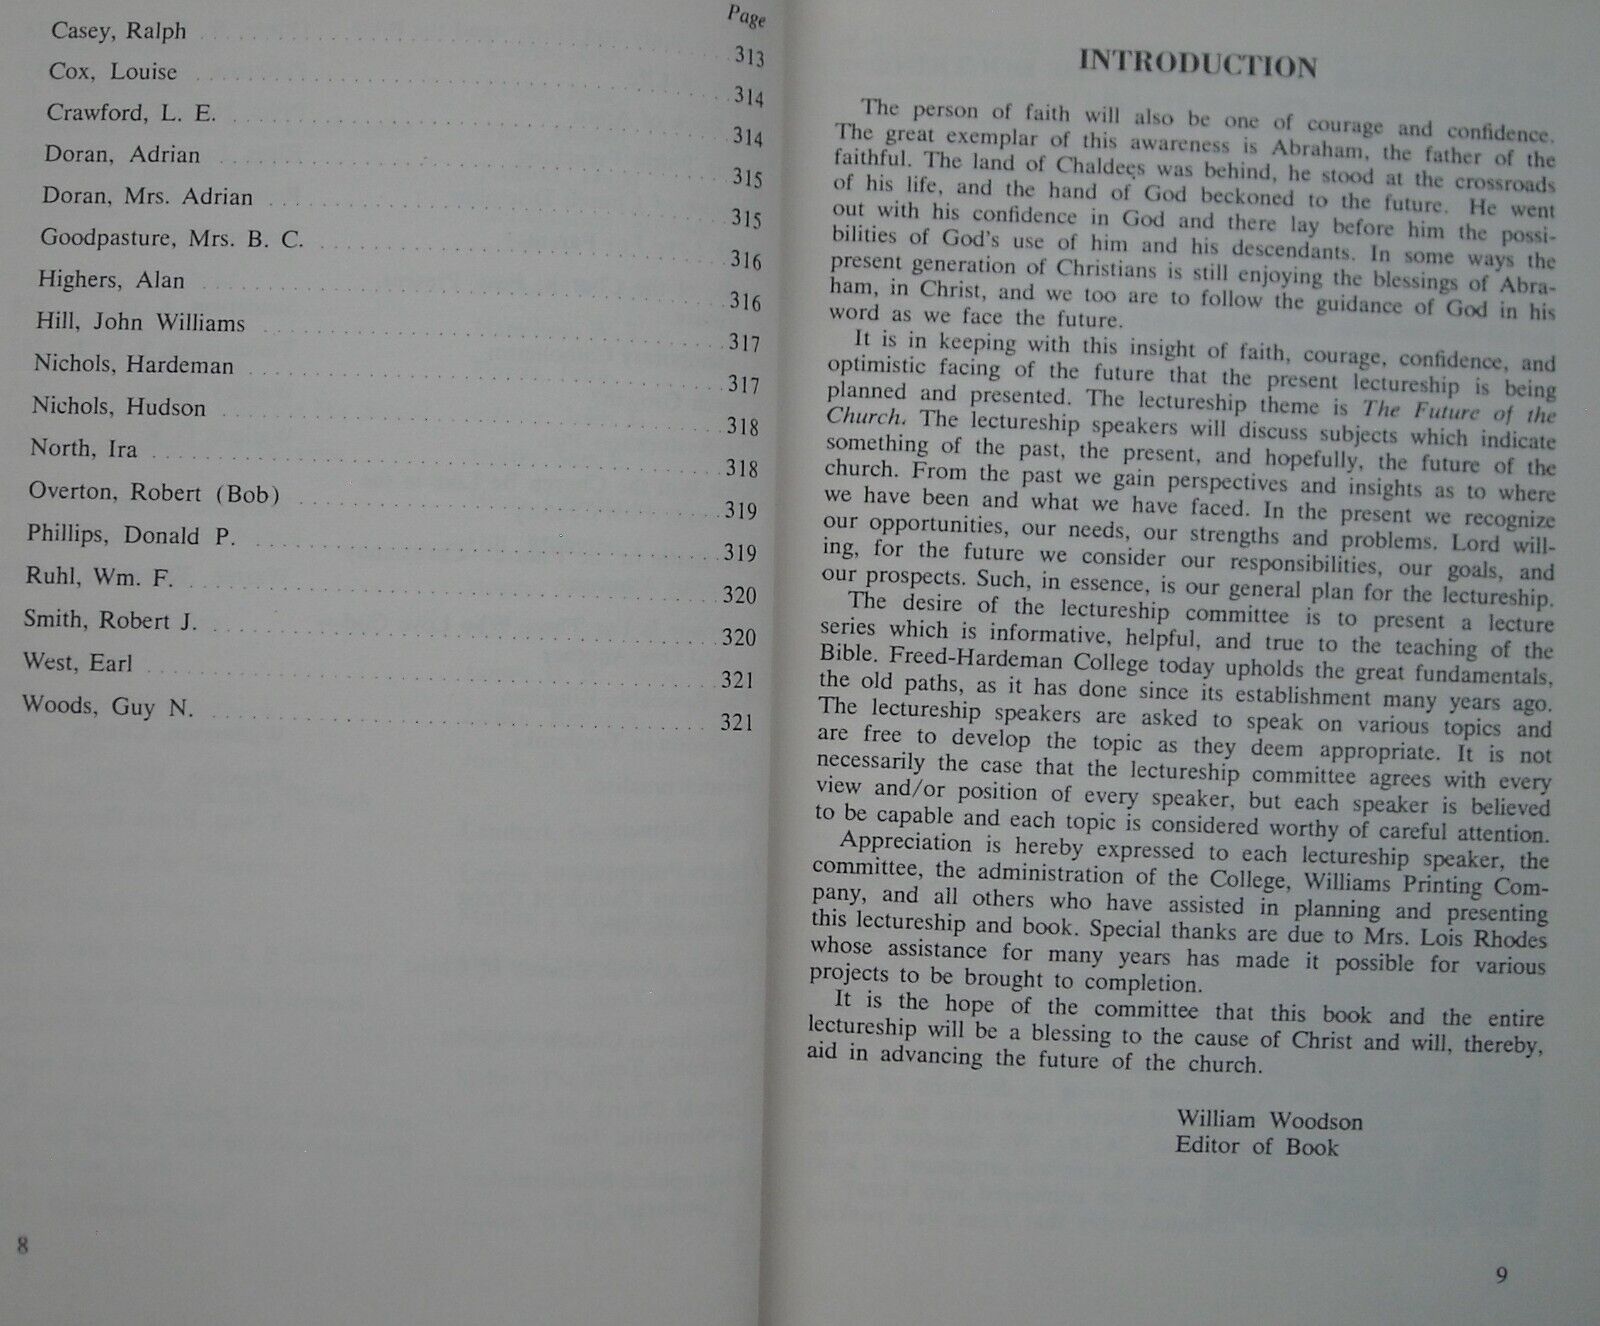 Page
Casey, Ralph 313
Cox, Louise 314
Crawford, L. E. 314
Doran, Adrian 315
Doran, Mrs. Adrian 315
Goodpasture, Mrs. B. C. 316
Highers, Alan 316
Hill, John Williams 317
Nichols, Hardeman 317
Nichols, Hudson 318
North, Ira 318
Overton, Robert (Bob) 319
Phillips, Donald P. 319
Ruhl, Wm. F. 320
Smith, Robert J. 320
West, Earl 321
Woods, Guy N. 321
8
INTRODUCTION
The person of faith will also be one of courage and confidence.
The great exemplar of this awareness is Abraham, the father of the
faithful. The land of Chaldees was behind, he stood at the crossroads
of his life, and the hand of God beckoned to the future. He went
out with his confidence in God and there lay before him the possi-
bilities of God's use of him and his descendants. In some ways the
present generation of Christians is still enjoying the blessings of Abra-
ham, in Christ, and we too are to follow the guidance of God in his
word as we face the future.
It is in keeping with this insight of faith, courage, confidence, and
optimistic facing of the future that the present lectureship is being
planned and presented. The lectureship theme is The Future of the
Church. The lectureship speakers will discuss subjects which indicate
something of the past, the present, and hopefully, the future of the
church. From the past we gain perspectives and insights as to where
we have been and what we have faced. In the present we recognize
our opportunities, our needs, our strengths and problems. Lord will-
ing, for the future we consider our responsibilities, our goals, and
our prospects. Such, in essence, is our general plan for the lectureship.
The desire of the lectureship committee is to present a lecture
series which is informative, helpful, and true to the teaching of the
Bible. Freed-Hardeman College today upholds the great fundamentals,
the old paths, as it has done since its establishment many years ago.
The lectureship speakers are asked to speak on various topics and
are free to develop the topic as they deem appropriate. It is not
necessarily the case that the lectureship committee agrees with every
view and/or position of every speaker, but each speaker is believed
to be capable and each topic is considered worthy of careful attention.
Appreciation is hereby expressed to each lectureship speaker, the
committee, the administration of the College, Williams Printing Com-
pany, and all others who have assisted in planning and presenting
this lectureship and book. Special thanks are due to Mrs. Lois Rhodes
whose assistance for many years has made it possible for various
projects to be brought to completion.
It is the hope of the committee that this book and the entire
lectureship will be a blessing to the cause of Christ and will, thereby,
aid in advancing the future of the church.
William Woodson
Editor of Book
9